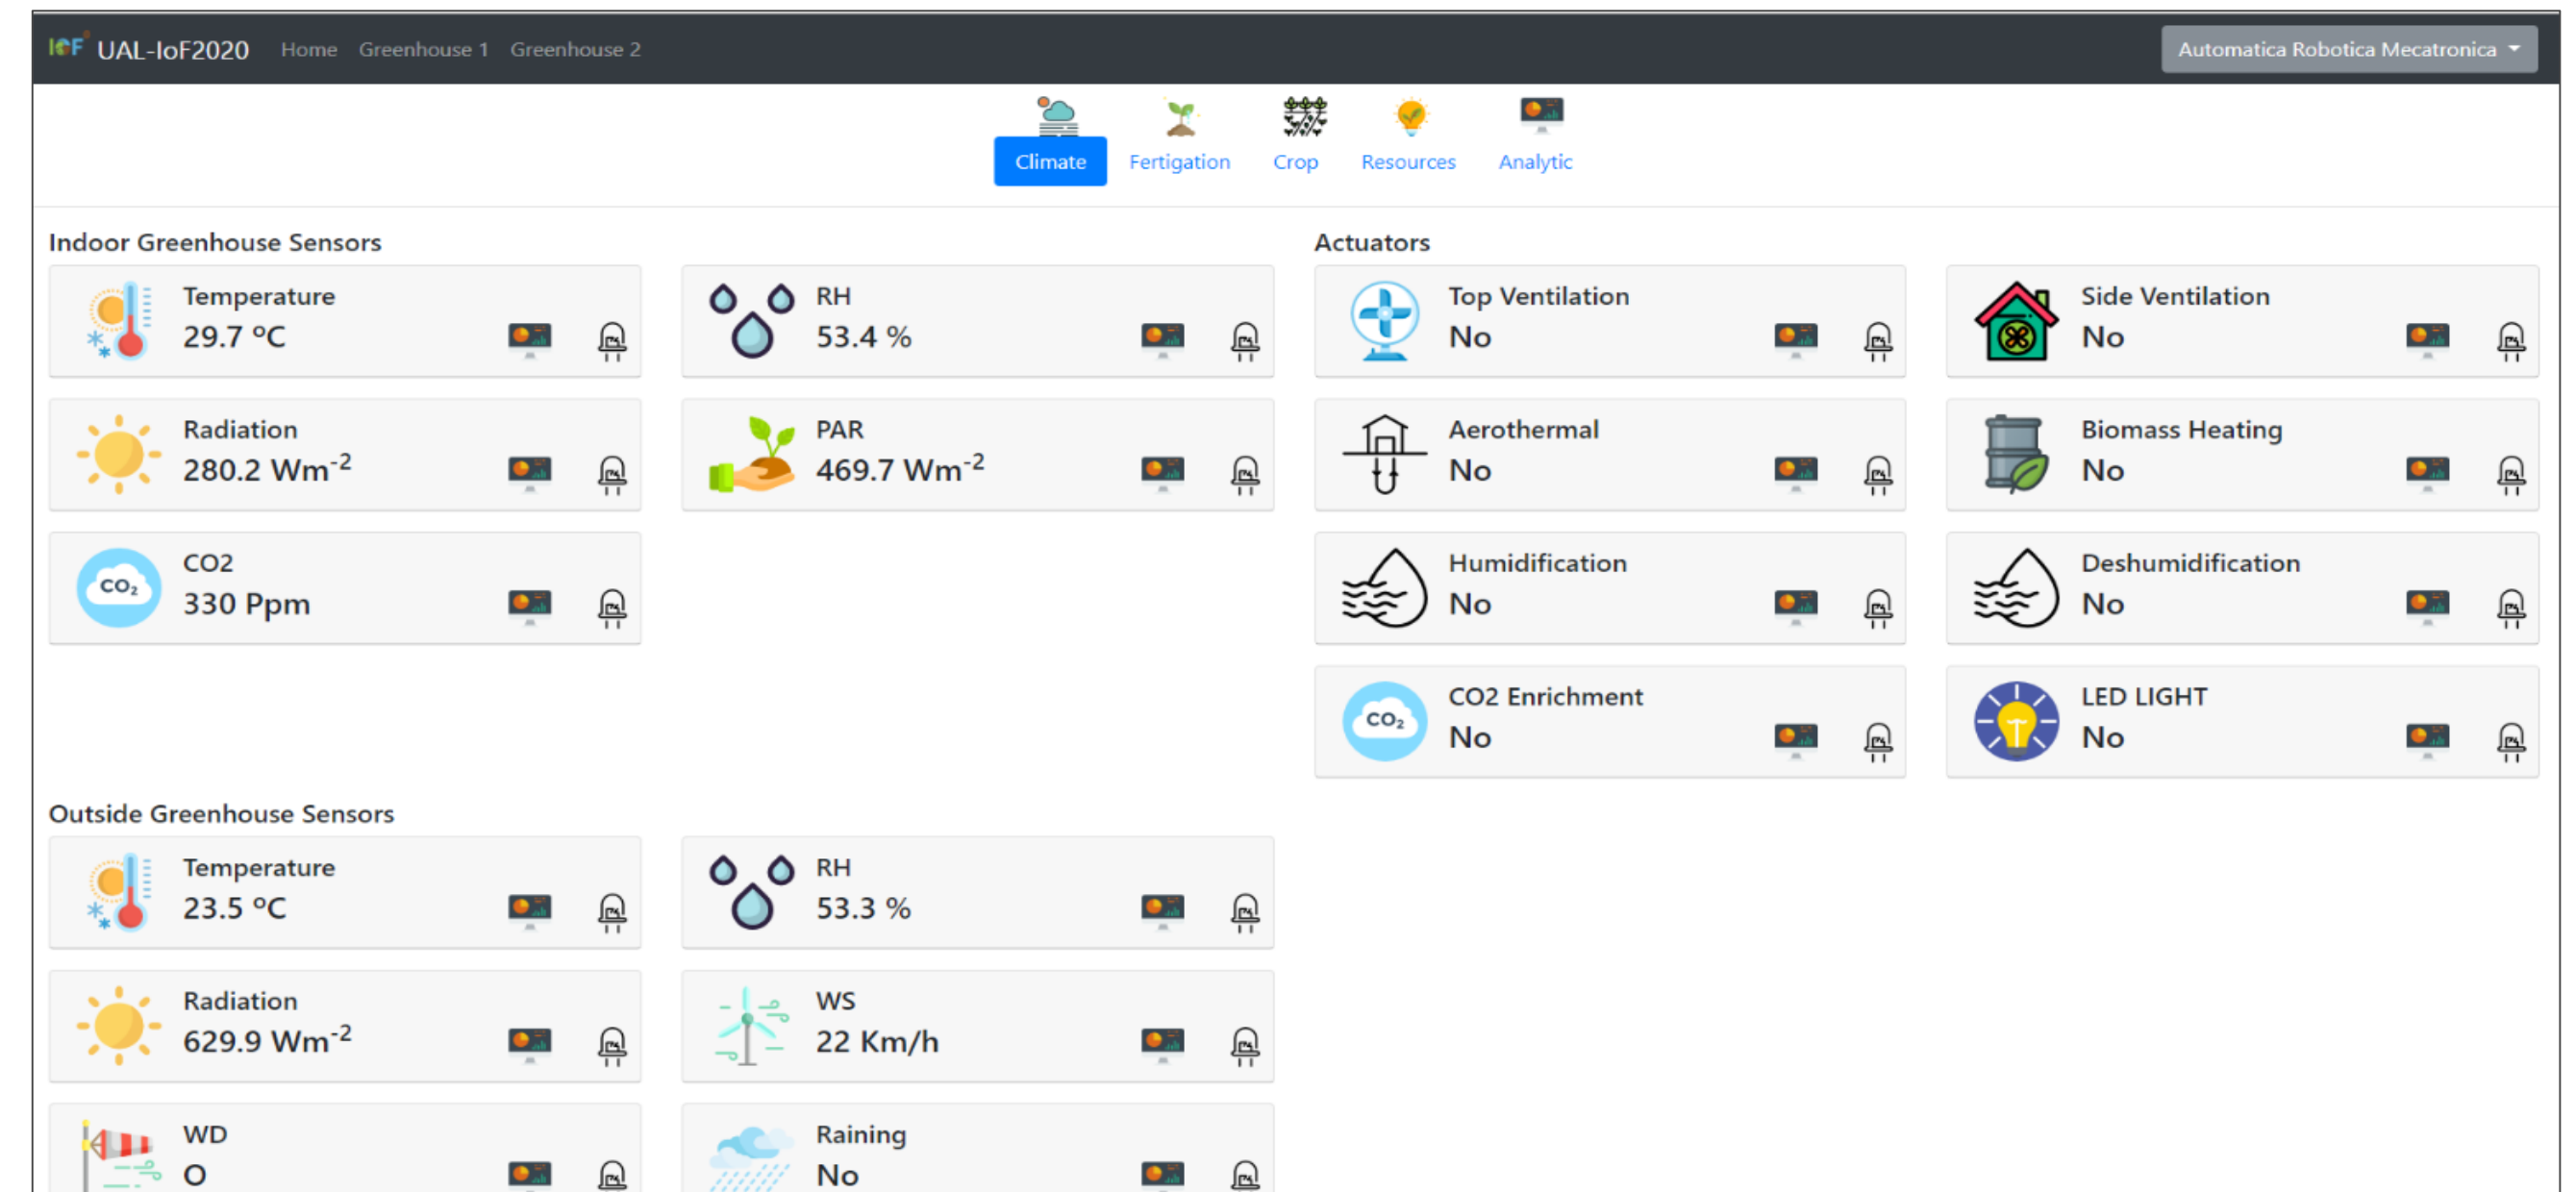 IoF UAL-IoF2020 Home Greenhouse 1 Greenhouse 2 Automatica Robotica Mecatronica
Climate Fertigation Crop Resources Analytic
Indoor Greenhouse Sensors
Temperature
29.7 ºC
RH
53.4 %
Radiation
280.2 Wm-2
PAR
469.7 Wm-2
CO2
CO2
330 Ppm
Actuators
Top Ventilation
No
Side Ventilation
No
Aerothermal
No
Biomass Heating
No
Humidification
No
Deshumidification
No
CO2
CO2 Enrichment
No
LED LIGHT
No
Outside Greenhouse Sensors
Temperature
23.5 ºC
RH
53.3 %
Radiation
629.9 Wm-2
WS
22 Km/h
WD
O
Raining
No